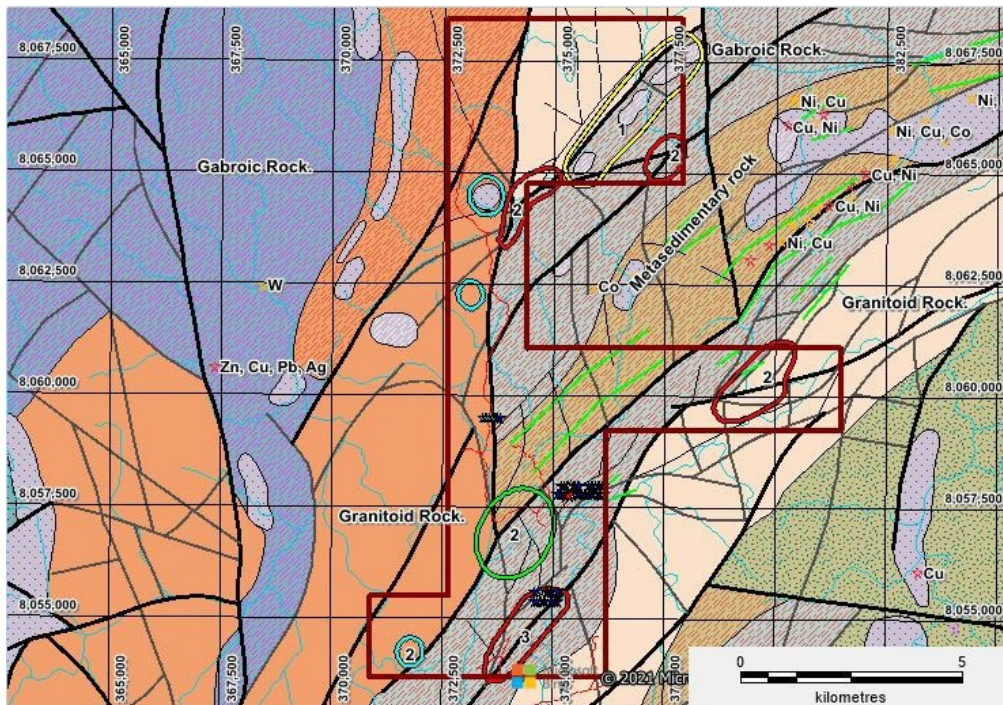 365,000
367,500
370,000
372,500
375,000
377,500
382,500
8,067,500
8,067,500
Gabroic Rock.
Ni, Cu
Ni,
Cu, Ni
Ni, Cu, Co
1
Gabroic Rock.
2
8,065,000
8,065,000
Cu, Ni
2
Metasedimentary rock
Cu, Ni
Ni, Cu
8,062,500
W
Co
8,062,500
Granitoid Rock.
Zn, Cu, Pb, Ag
2
8,060,000
8,060,000
8,057,500
8,057,500
Granitoid Rock.
2
Cu
8,055,000
8,055,000
3
2
365,000
367,500
370,000
372,500
375,000
Microsoft
© 2021 Micr
0 5
kilometres